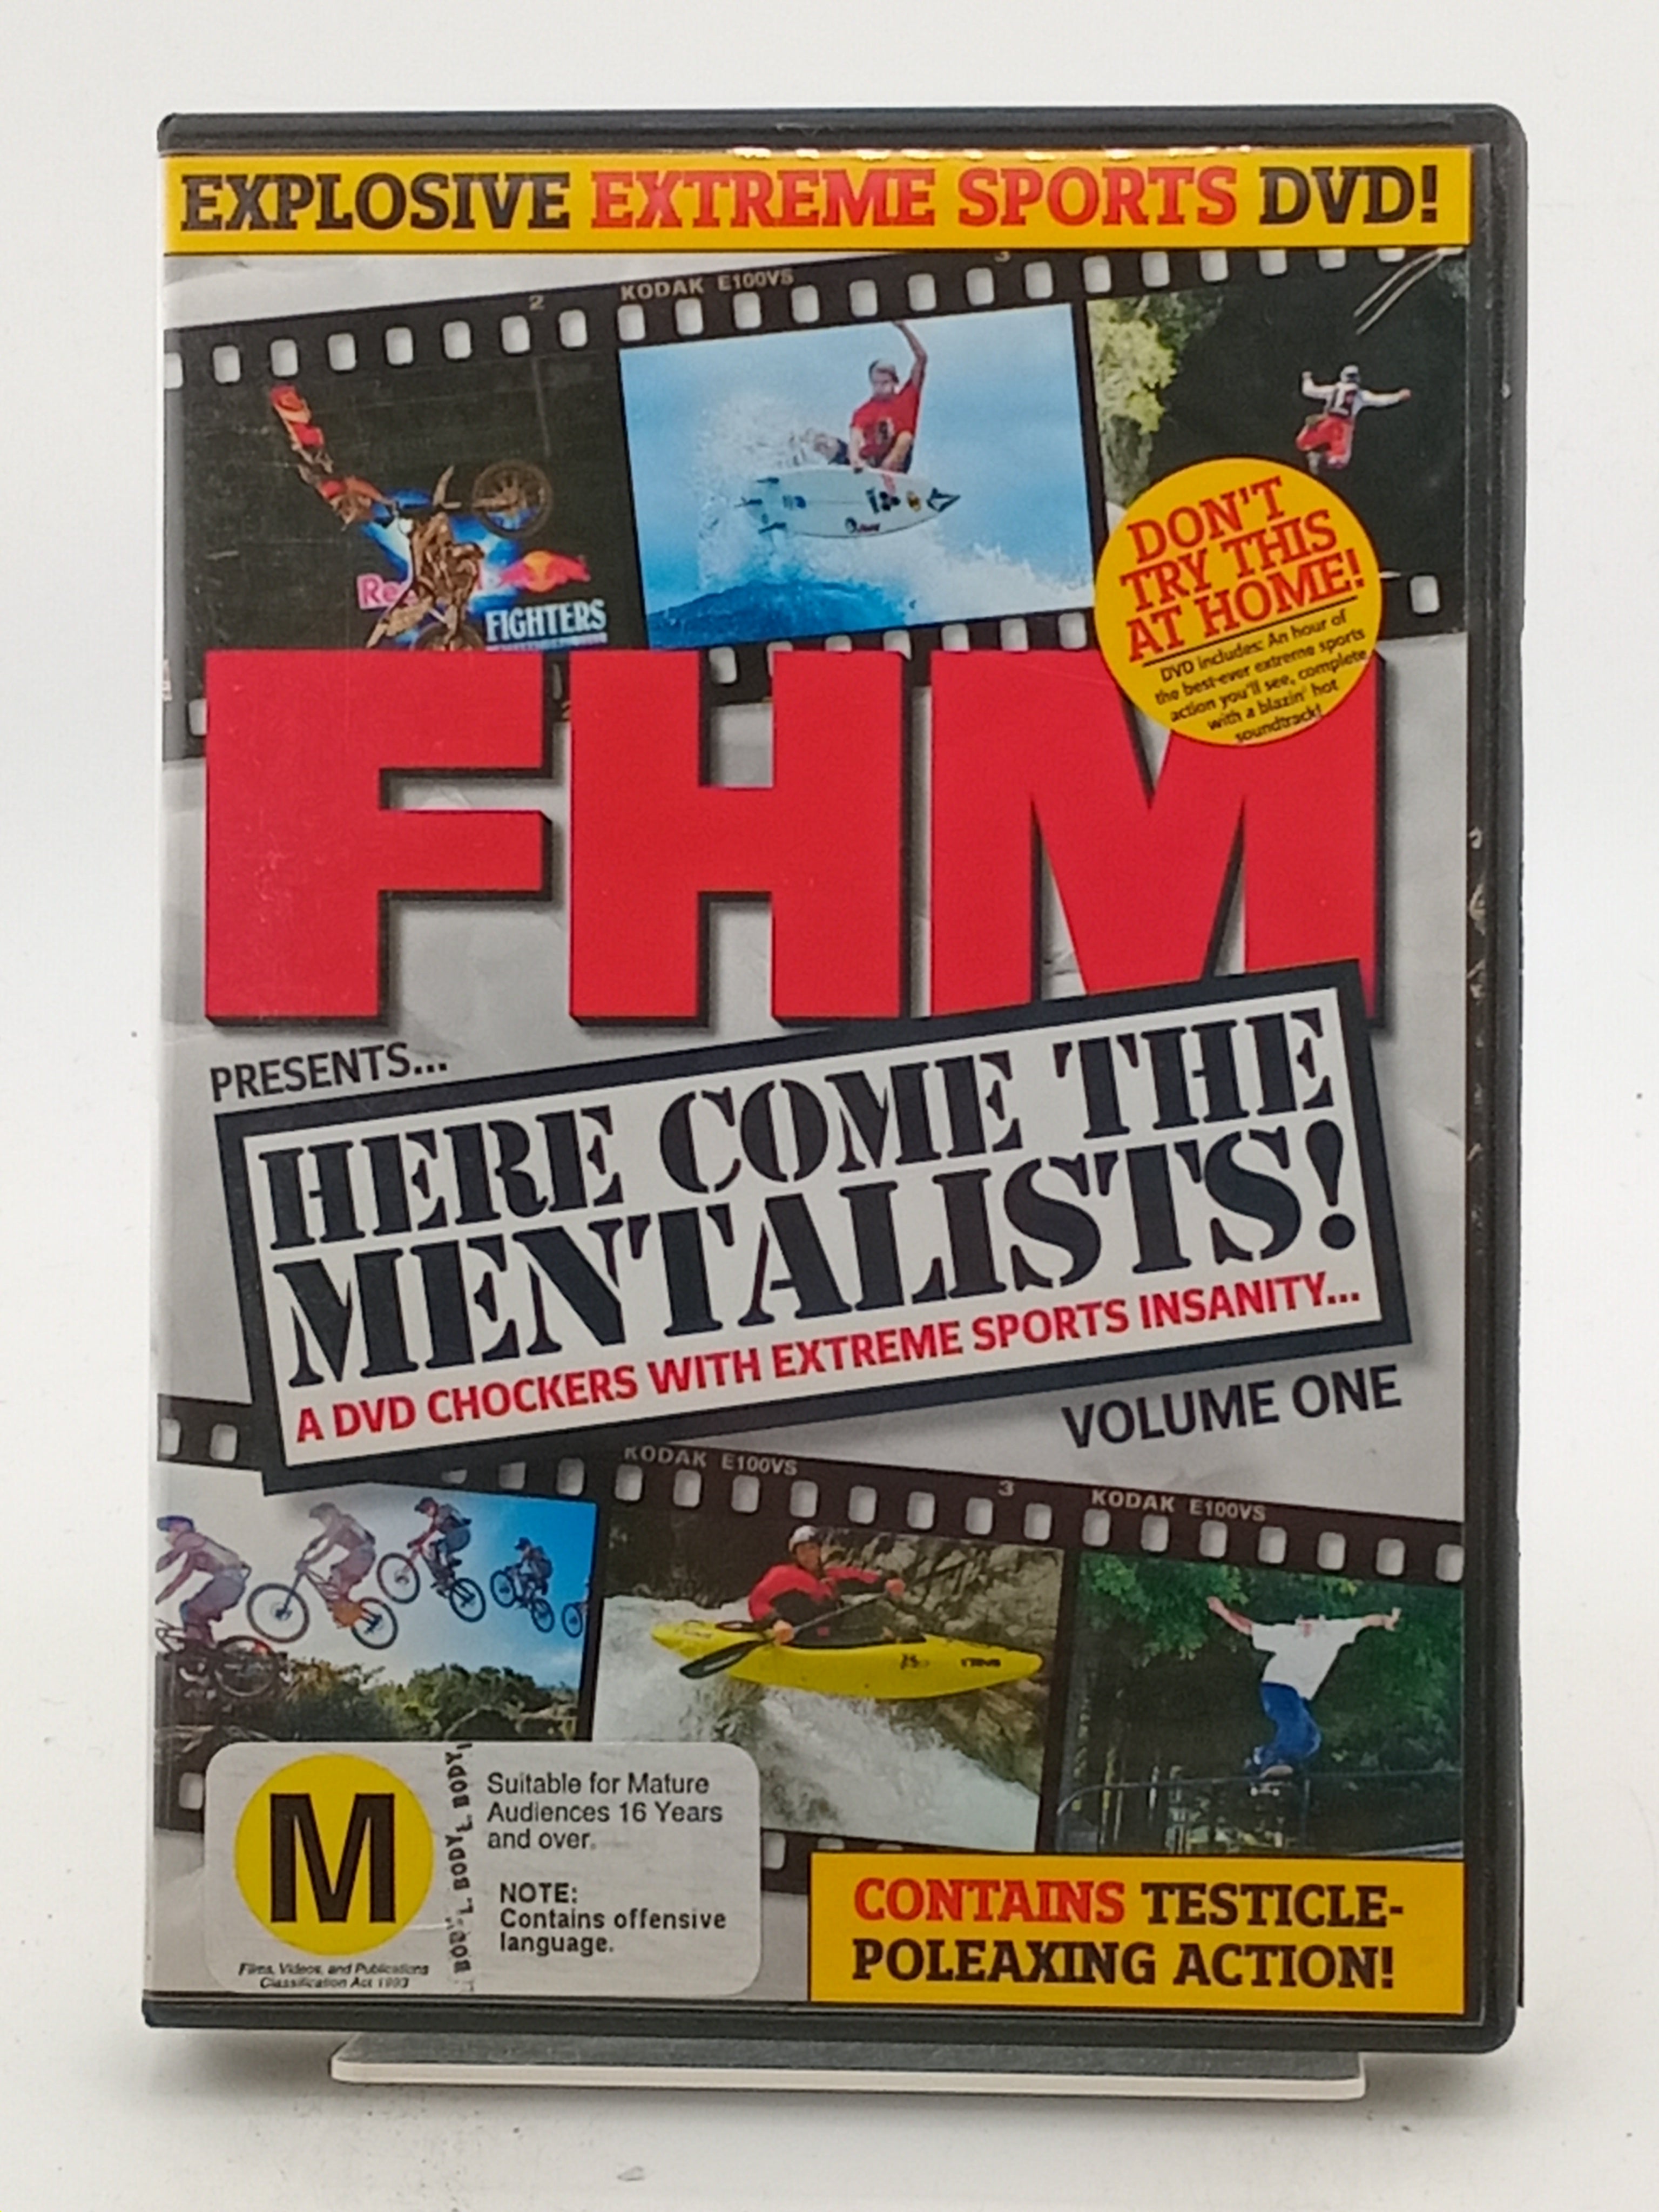 EXPLOSIVE EXTREME SPORTS DVD!
2
KODAK E100VS
3
FIGHTERS
DON'T
TRY THIS
AT HOME!
DVD includes: An hour of
the best-ever extreme sports
action you'll see, complete
with a blazin' hot
soundtrack!
FHM
PRESENTS...
HERE COME THE
MENTALISTS!
A DVD CHOCKERS WITH EXTREME SPORTS INSANITY...
VOLUME ONE
KODAK E100VS
3
KODAK E100VS
M
Suitable for Mature
Audiences 16 Years
and over.
NOTE:
Contains offensive
language.
Films, Videos, and Publications
Classification Act 1993
CONTAINS TESTICLE-
POLEAXING ACTION!